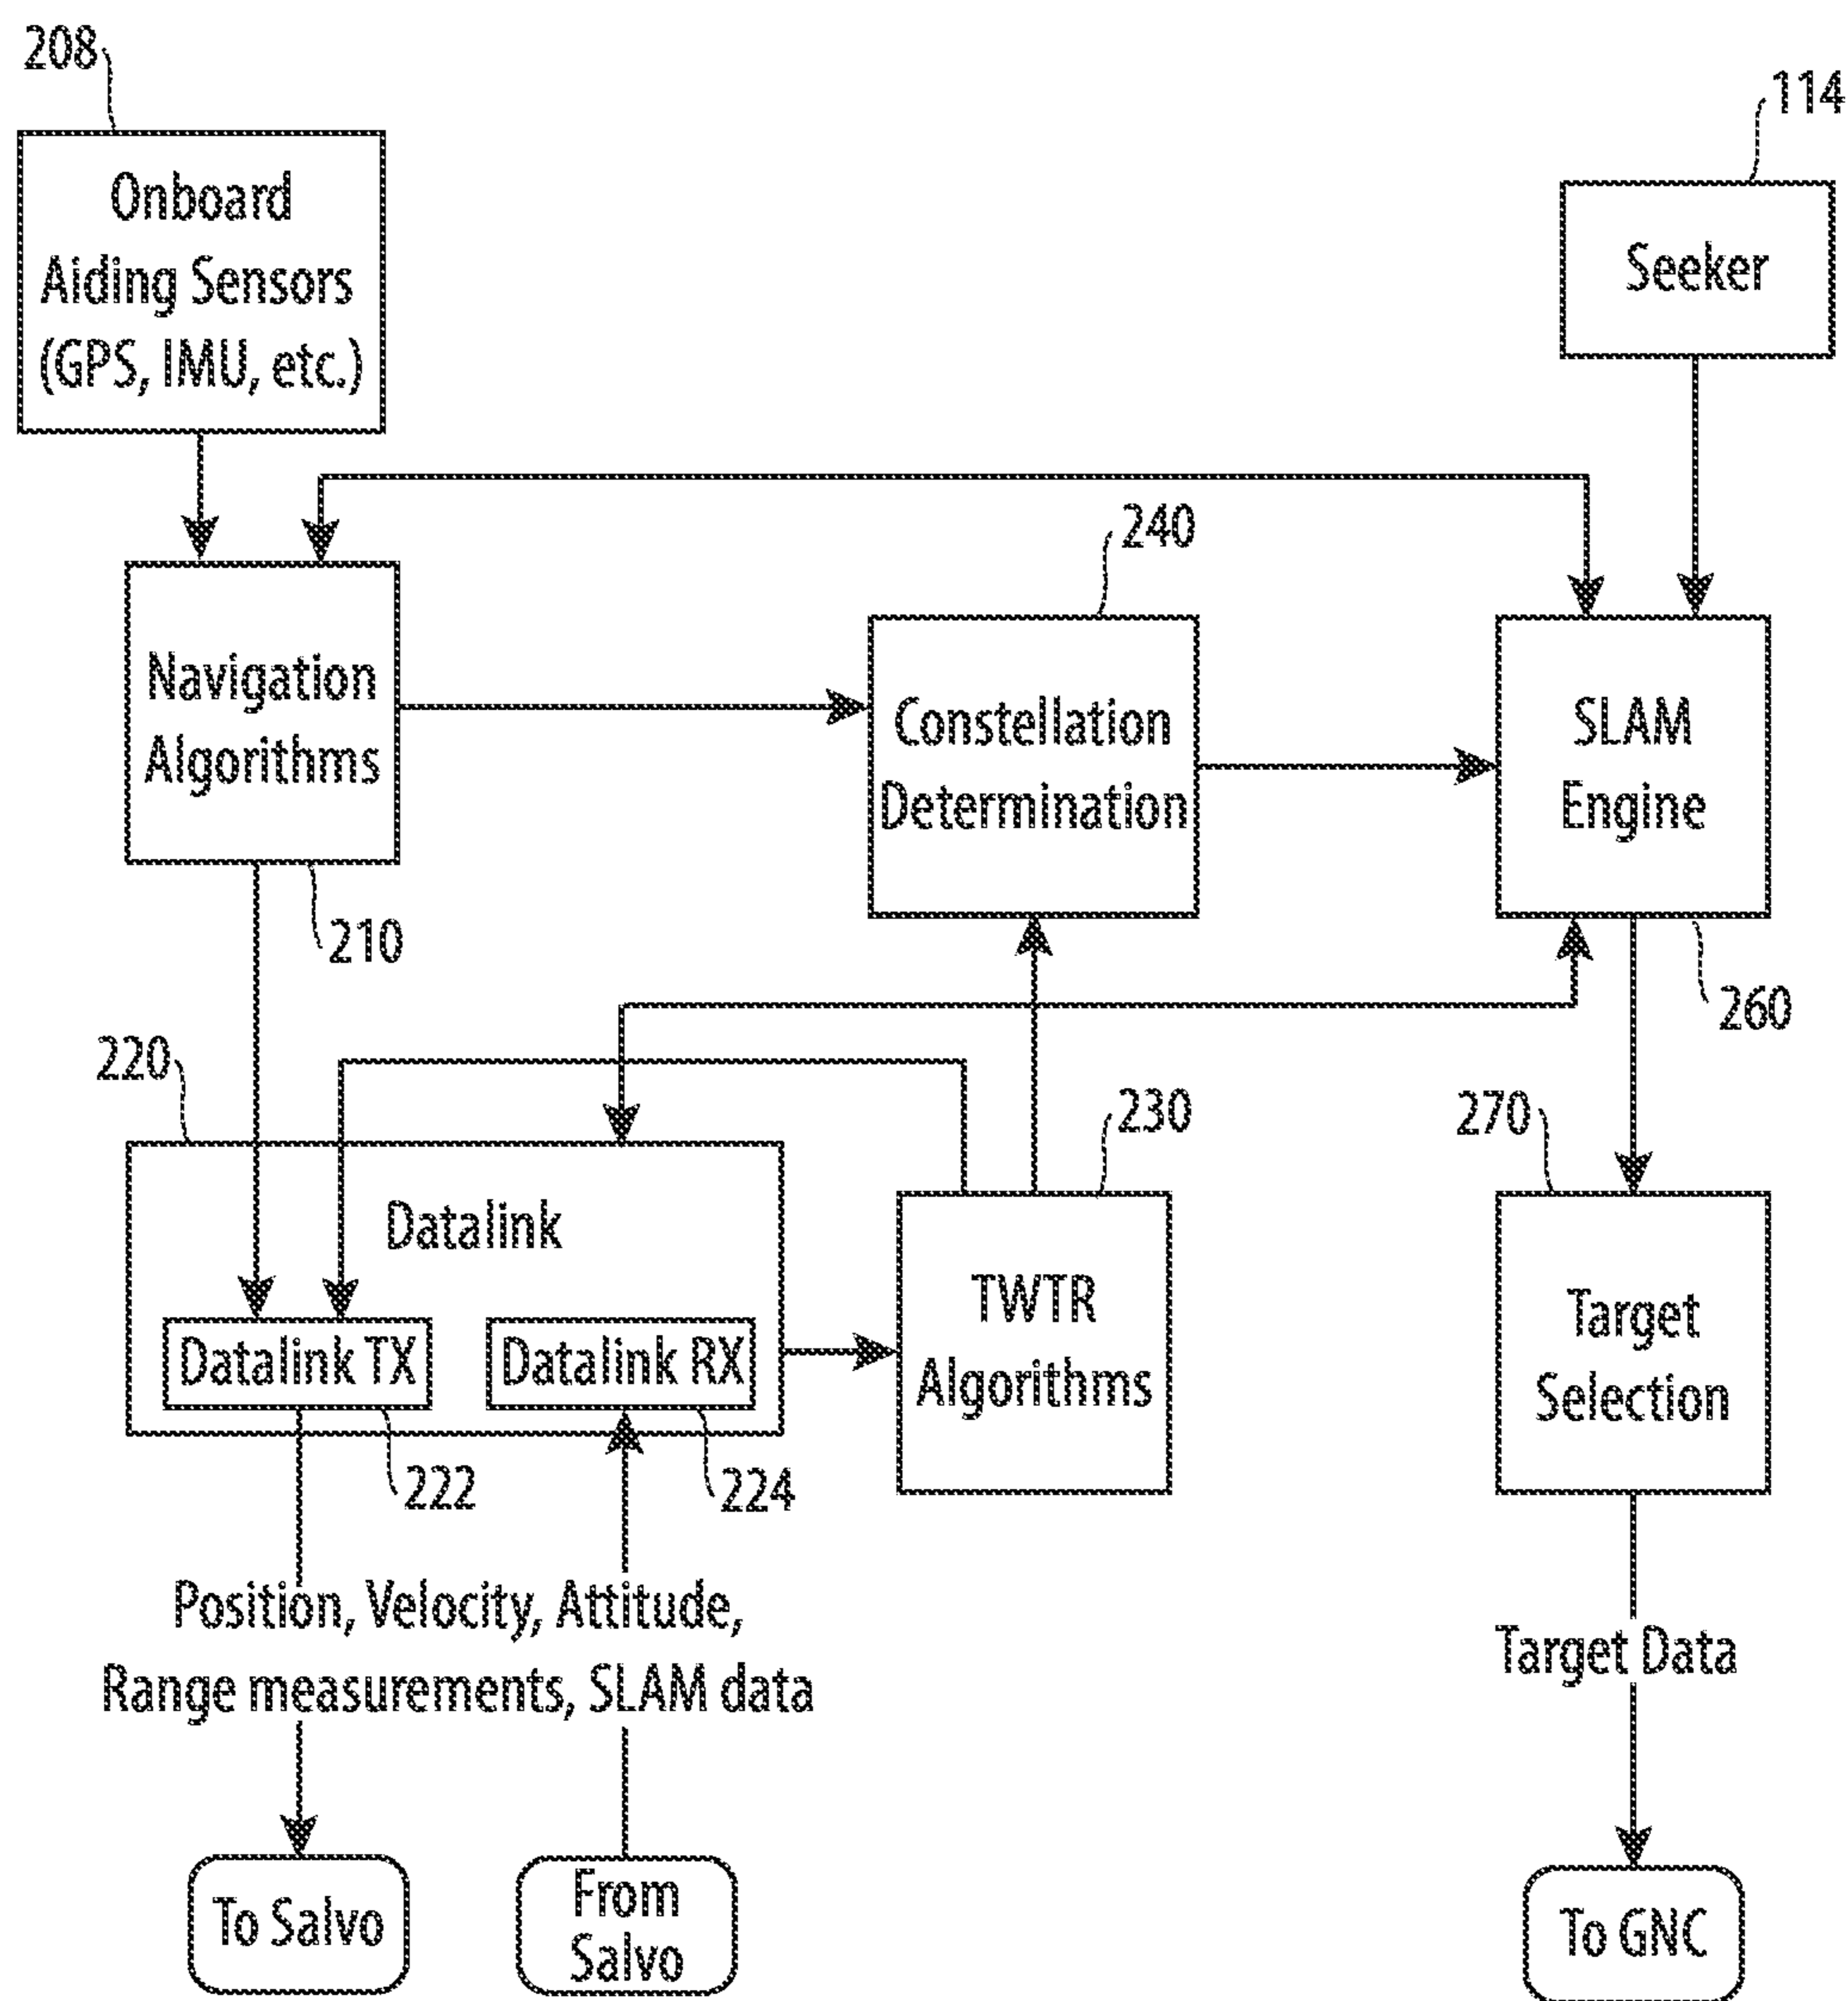 208
114
Onboard
Aiding Sensors
(GPS, IMU, etc.)
Seeker
240
Navigation
Algorithms
Constellation
Determination
SLAM
Engine
210
260
220
230
270
Datalink
Datalink TX
Datalink RX
TWTR
Algorithms
Target
Selection
222
224
Position, Velocity, Attitude,
Range measurements, SLAM data
Target Data
To Salvo
From
Salvo
To GNC